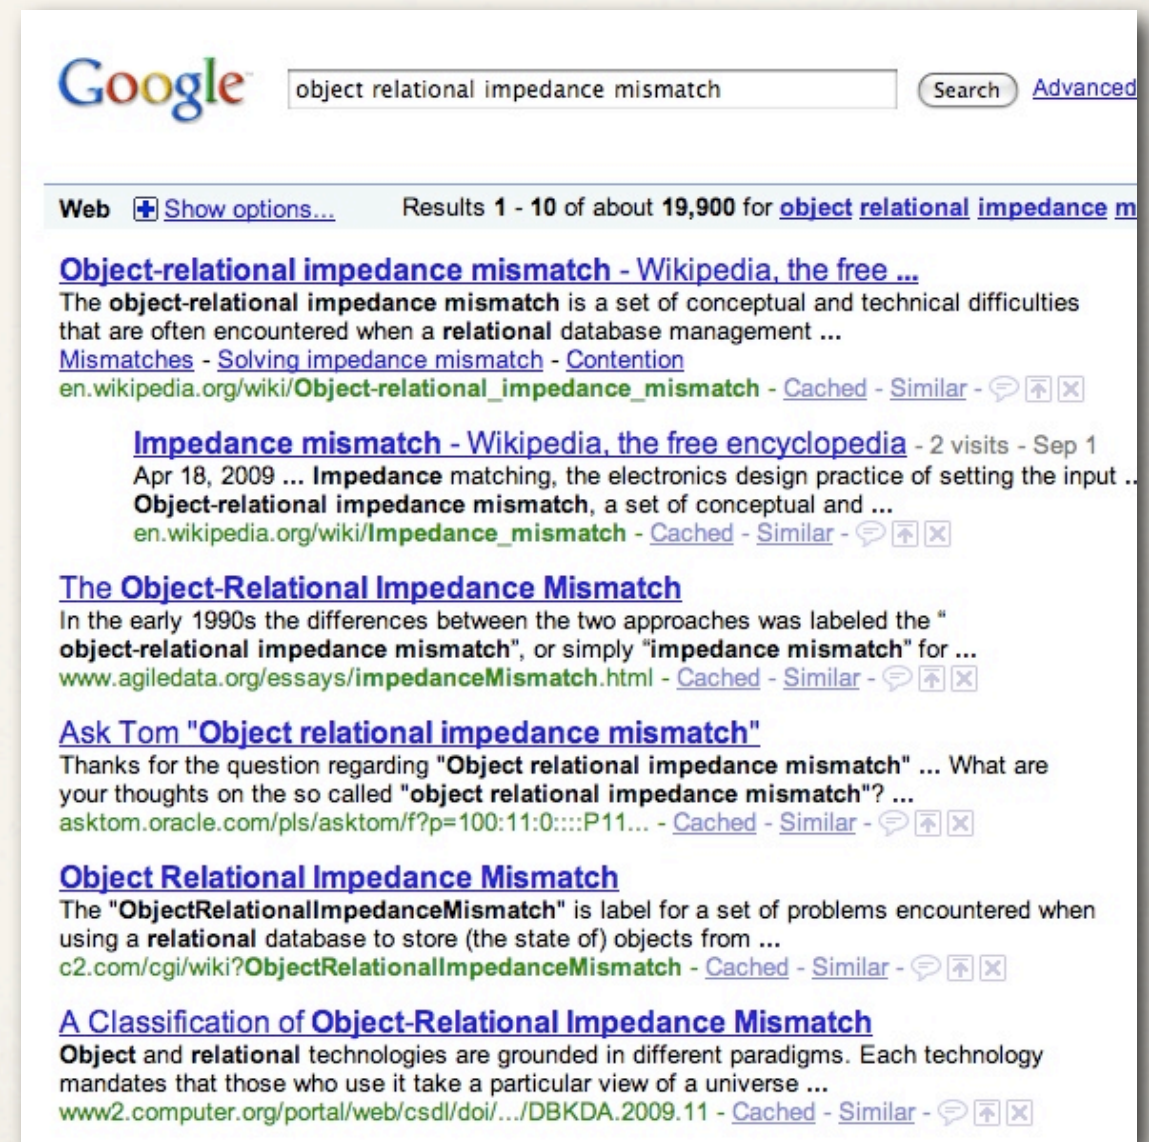 Google
object relational impedance mismatch
Search Advanced
Web Show options... Results 1 - 10 of about 19,900 for object relational impedance m
Object-relational impedance mismatch - Wikipedia, the free ...
The object-relational impedance mismatch is a set of conceptual and technical difficulties
that are often encountered when a relational database management ...
Mismatches - Solving impedance mismatch - Contention
en.wikipedia.org/wiki/Object-relational_impedance_mismatch - Cached - Similar -
Impedance mismatch - Wikipedia, the free encyclopedia - 2 visits - Sep 1
Apr 18, 2009 ... Impedance matching, the electronics design practice of setting the input ..
Object-relational impedance mismatch, a set of conceptual and ...
en.wikipedia.org/wiki/Impedance_mismatch - Cached - Similar -
The Object-Relational Impedance Mismatch
In the early 1990s the differences between the two approaches was labeled the “
object-relational impedance mismatch”, or simply “impedance mismatch” for ...
www.agiledata.org/essays/impedanceMismatch.html - Cached - Similar -
Ask Tom "Object relational impedance mismatch"
Thanks for the question regarding "Object relational impedance mismatch" ... What are
your thoughts on the so called "object relational impedance mismatch"? ...
asktom.oracle.com/pls/asktom/f?p=100:11:0::::P11... - Cached - Similar -
Object Relational Impedance Mismatch
The "ObjectRelationalImpedanceMismatch" is label for a set of problems encountered when
using a relational database to store (the state of) objects from ...
c2.com/cgi/wiki?ObjectRelationalImpedanceMismatch - Cached - Similar -
A Classification of Object-Relational Impedance Mismatch
Object and relational technologies are grounded in different paradigms. Each technology
mandates that those who use it take a particular view of a universe ...
www2.computer.org/portal/web/csdl/doi/.../DBKDA.2009.11 - Cached - Similar -